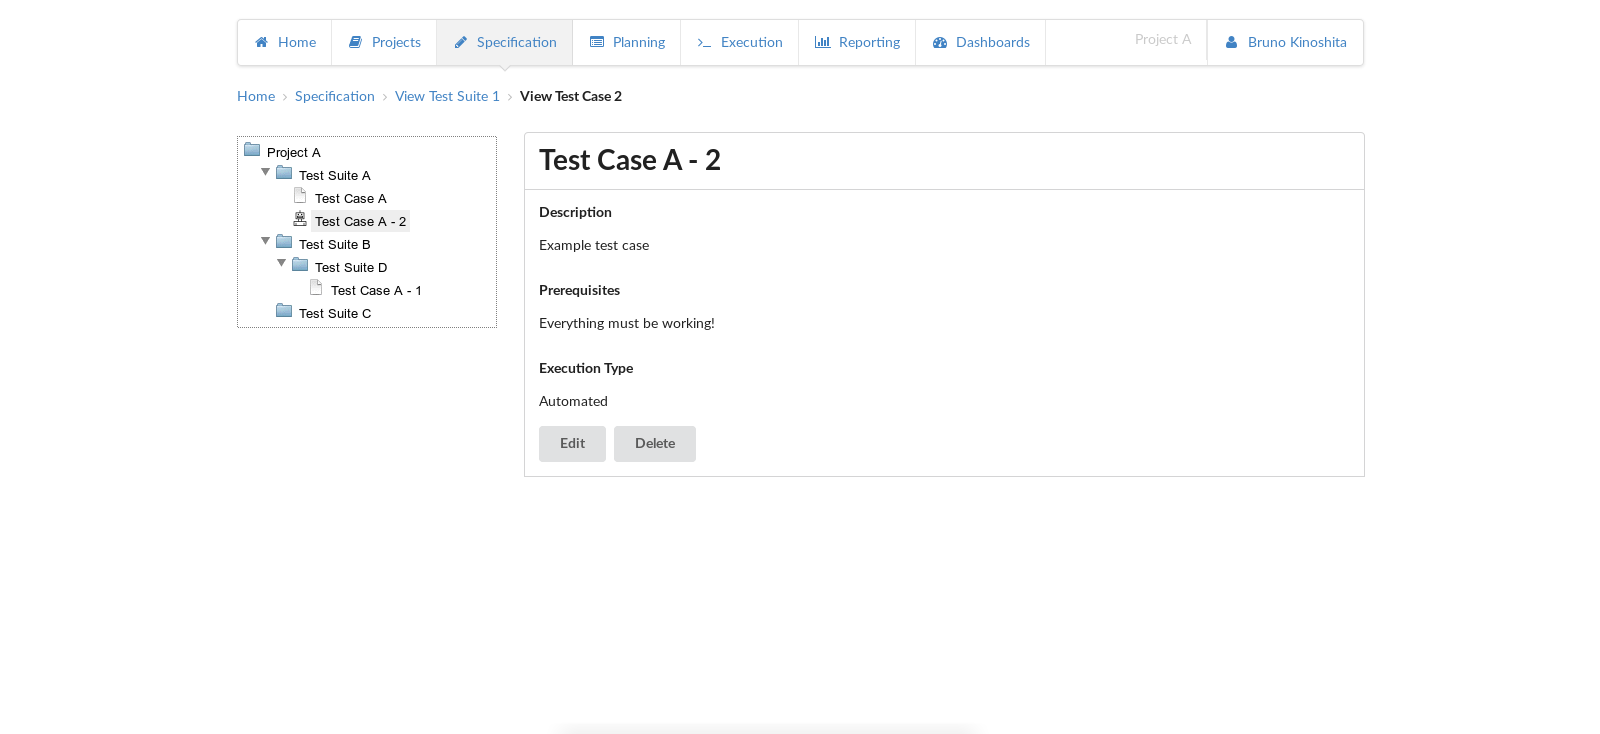 Home Projects Specification Planning Execution Reporting Dashboards Project A Bruno Kinoshita
Home Specification View Test Suite 1 View Test Case 2
Project A
Test Suite A
Test Case A
Test Case A - 2
Test Suite B
Test Suite D
Test Case A - 1
Test Suite C
Test Case A - 2
Description
Example test case
Prerequisites
Everything must be working!
Execution Type
Automated
Edit Delete